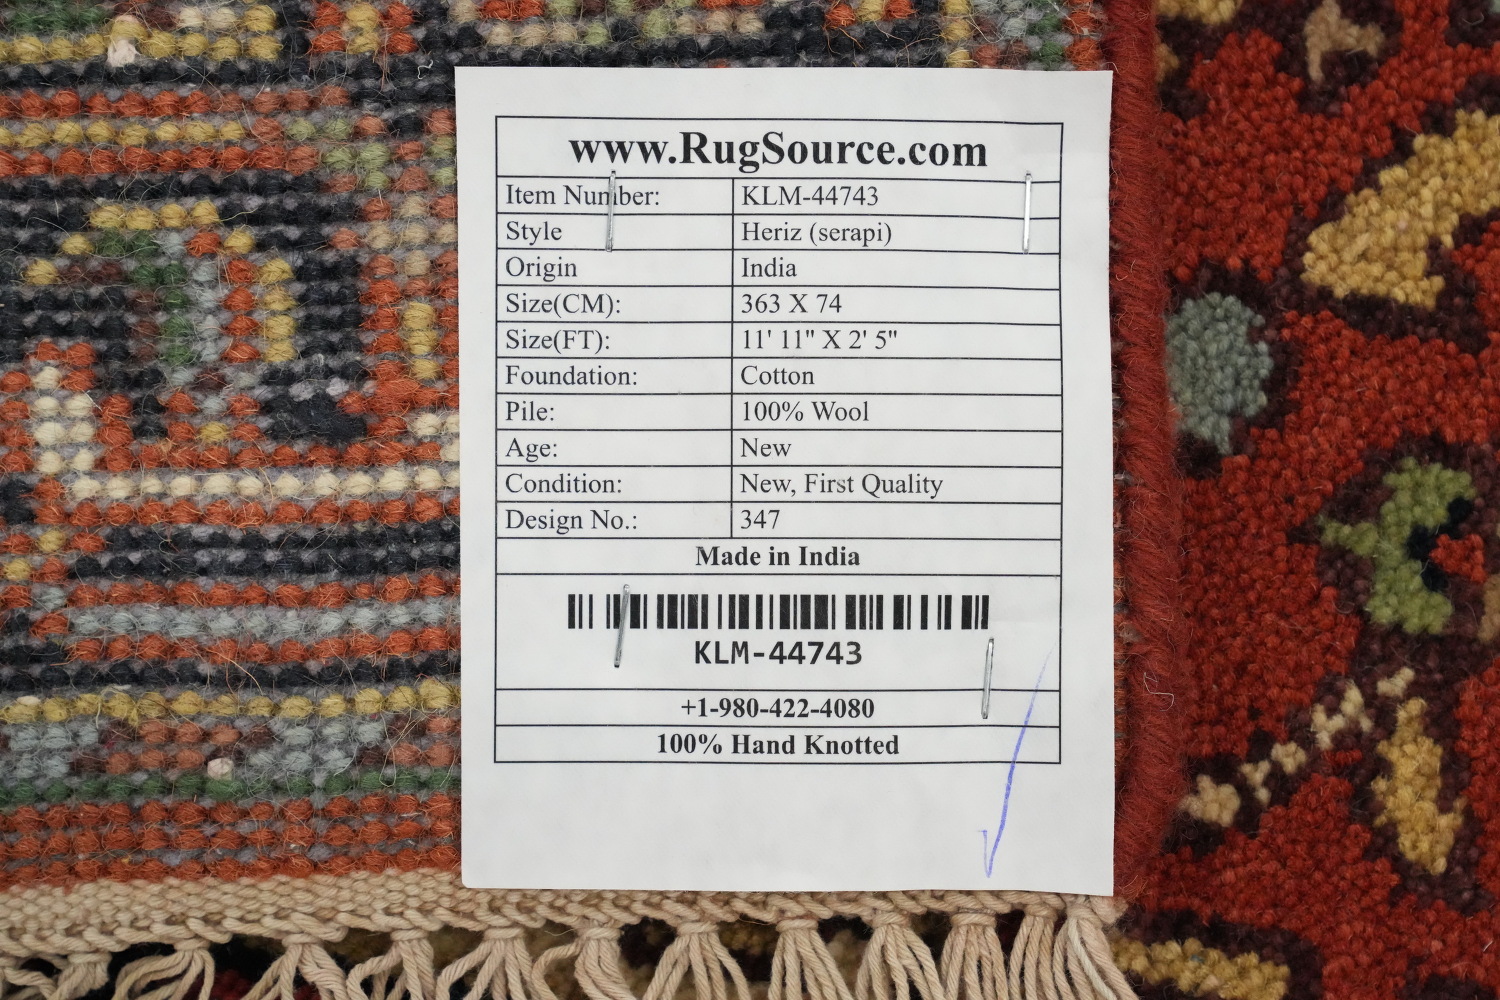 www.RugSource.com
Item Number: KLM-44743
Style Heriz (serapi)
Origin India
Size(CM): 363 X 74
Size(FT): 11' 11" X 2' 5"
Foundation: Cotton
Pile: 100% Wool
Age: New
Condition: New, First Quality
Design No.: 347
Made in India
KLM-44743
+1-980-422-4080
100% Hand Knotted